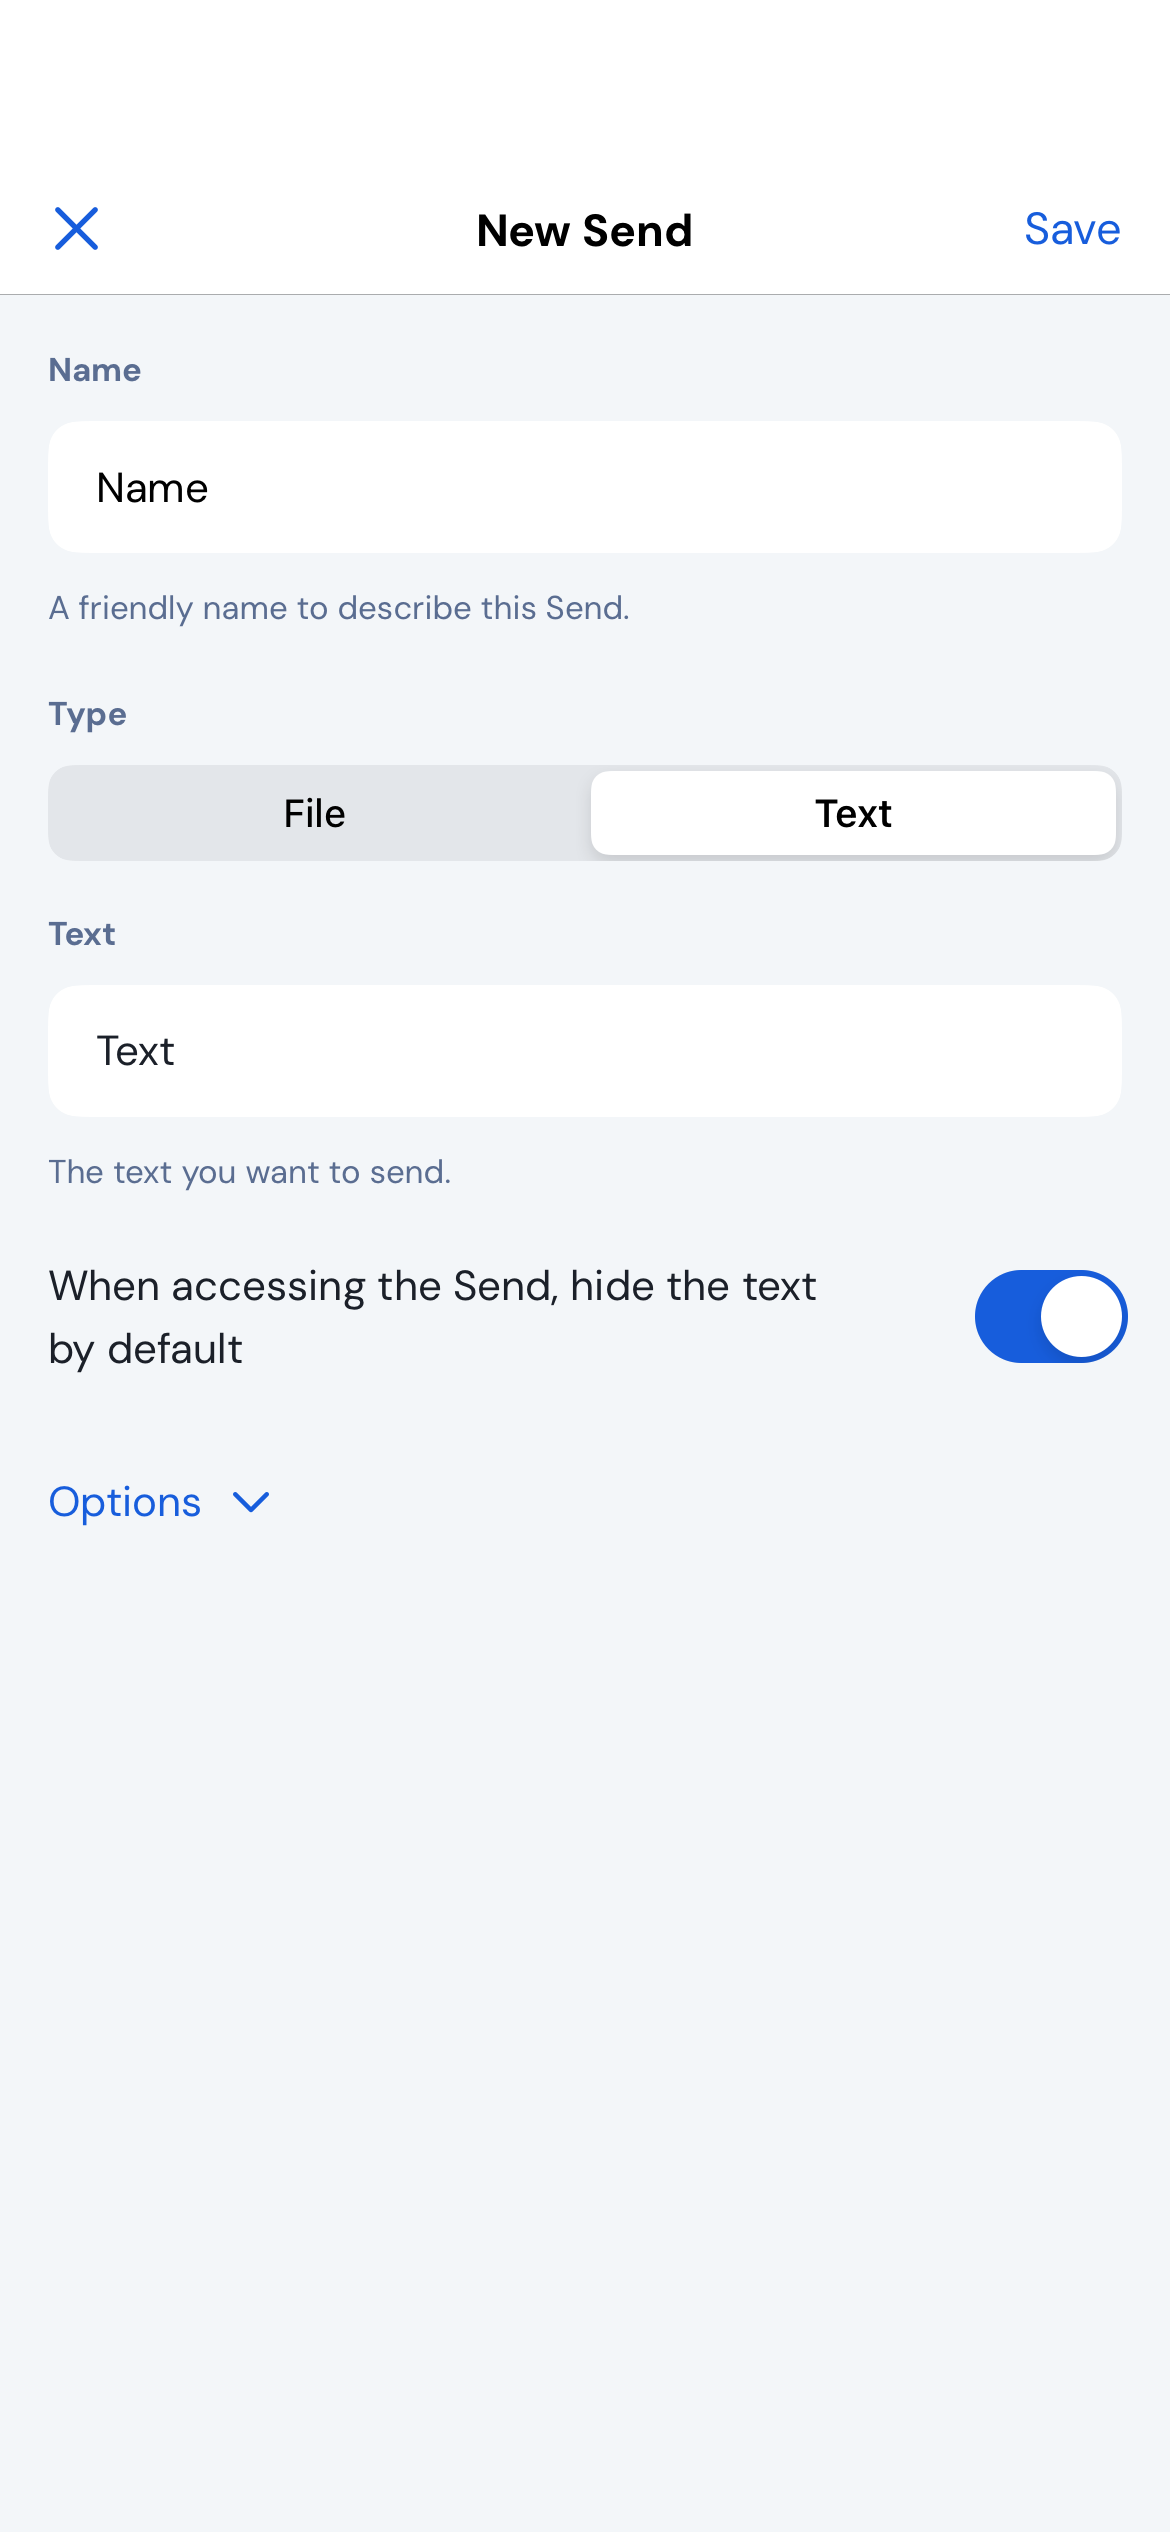 New Send
Save
Name
Name
A friendly name to describe this Send.
Type
File
Text
Text
Text
The text you want to send.
When accessing the Send, hide the text
by default
Options